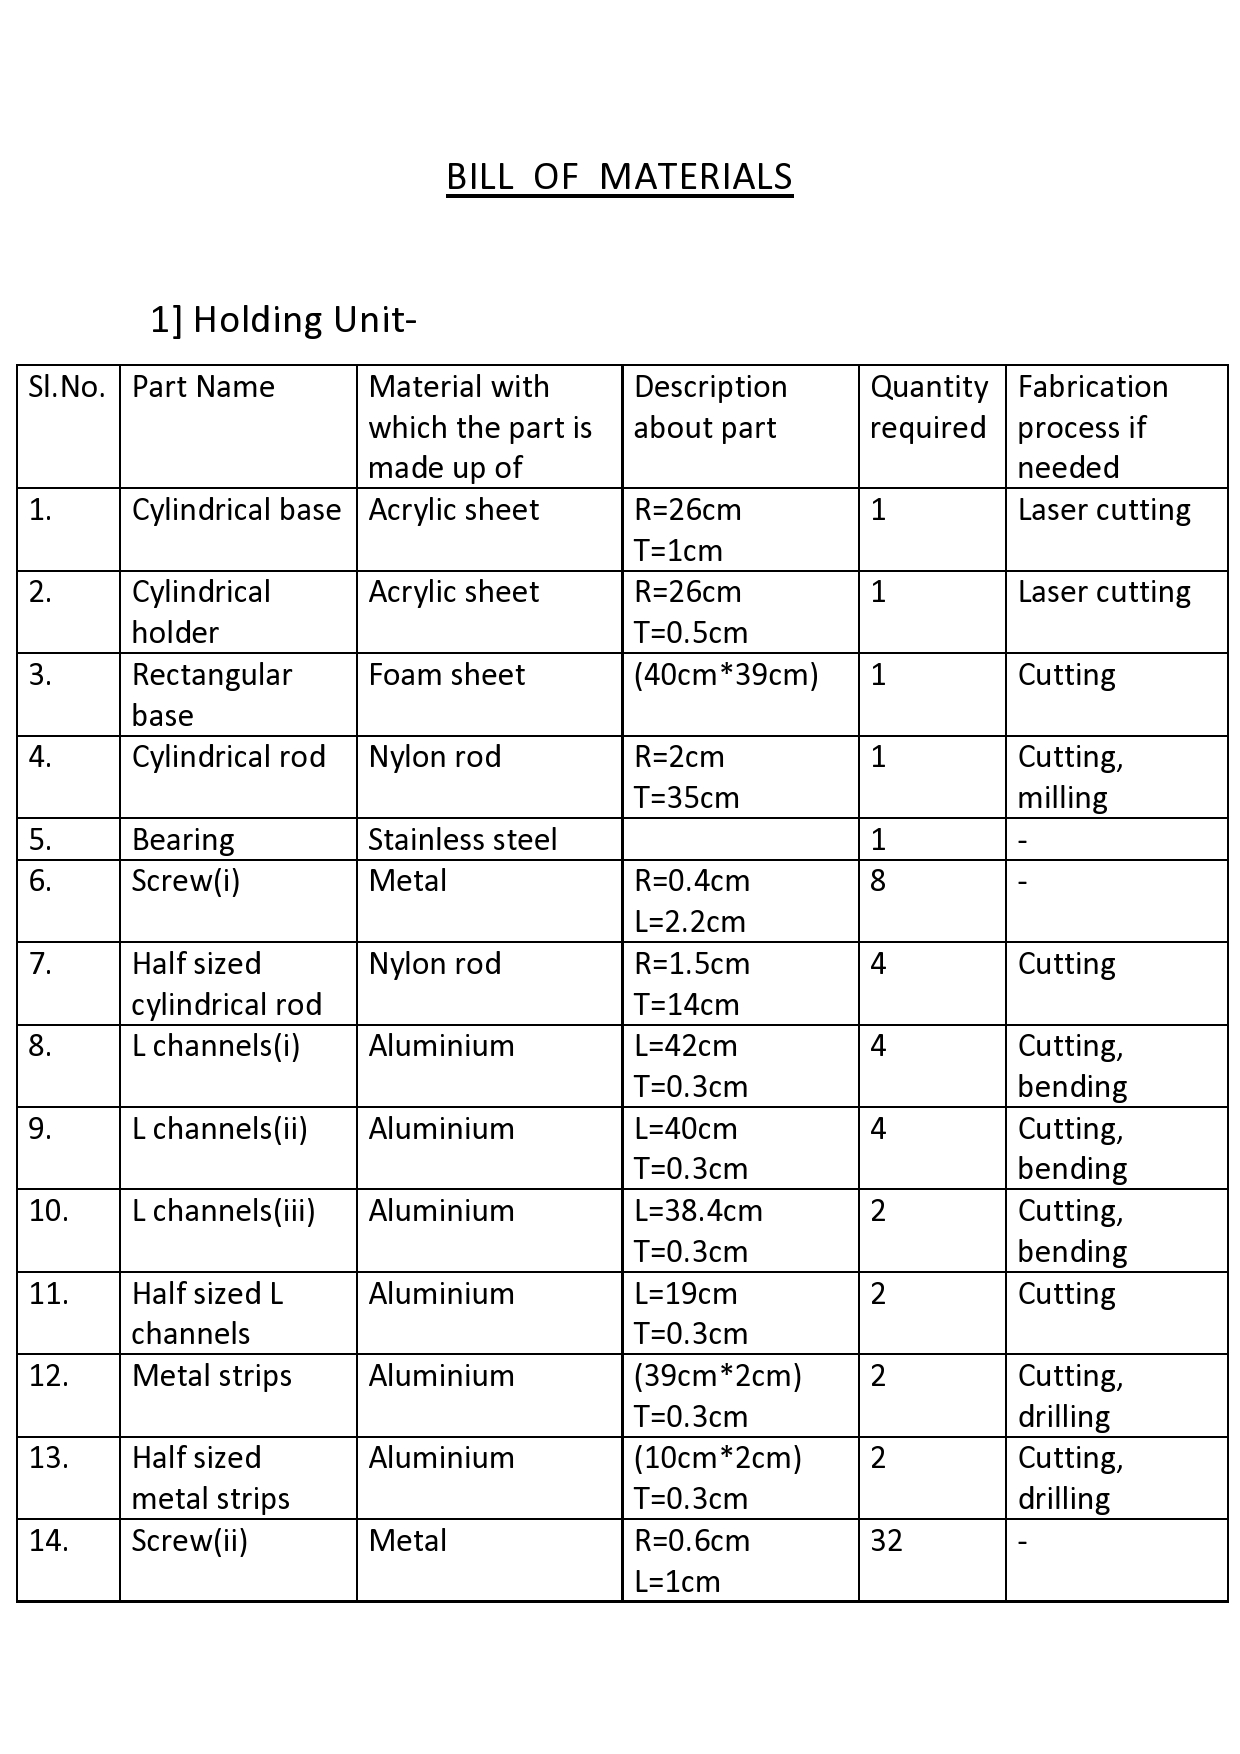 BILL OF MATERIALS
1] Holding Unit-
Sl.No. Part Name Material with Description Quantity Fabrication
which the part is about part required process if
made up of needed
1. Cylindrical base Acrylic sheet R=26cm 1 Laser cutting
T=1cm
2. Cylindrical Acrylic sheet R=26cm 1 Laser cutting
holder T=0.5cm
3. Rectangular Foam sheet (40cm*39cm) 1 Cutting
base
4. Cylindrical rod Nylon rod R=2cm 1 Cutting,
T=35cm milling
5. Bearing Stainless steel 1 -
6. Screw(i) Metal R=0.4cm 8 -
L=2.2cm
7. Half sized Nylon rod R=1.5cm 4 Cutting
cylindrical rod T=14cm
8. L channels(i) Aluminium L=42cm 4 Cutting,
T=0.3cm bending
9. L channels(ii) Aluminium L=40cm 4 Cutting,
T=0.3cm bending
10. L channels(iii) Aluminium L=38.4cm 2 Cutting,
T=0.3cm bending
11. Half sized L Aluminium L=19cm 2 Cutting
channels T=0.3cm
12. Metal strips Aluminium (39cm*2cm) 2 Cutting,
T=0.3cm drilling
13. Half sized Aluminium (10cm*2cm) 2 Cutting,
metal strips T=0.3cm drilling
14. Screw(ii) Metal R=0.6cm 32 -
L=1cm